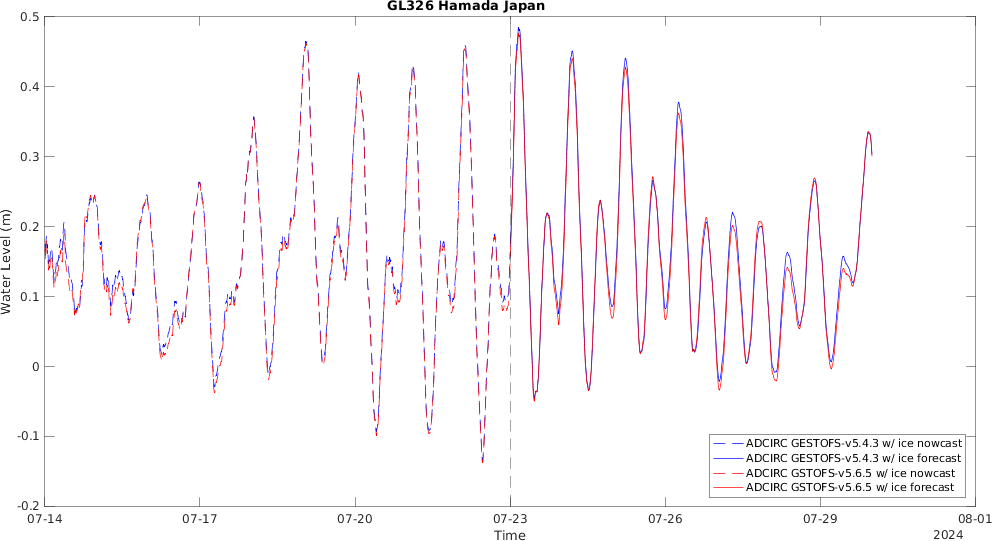 GL326 Hamada Japan
0.5
0.4
0.3
0.2
0.1
0
-0.1
-0.2
Water Level (m)
ADCIRC GESTOFS-v5.4.3 w/ ice nowcast
ADCIRC GESTOFS-v5.4.3 w/ ice forecast
ADCIRC GSTOFS-v5.6.5 w/ ice nowcast
ADCIRC GSTOFS-v5.6.5 w/ ice forecast
07-14 07-17 07-20 07-23 07-26 07-29 08-01
Time
2024